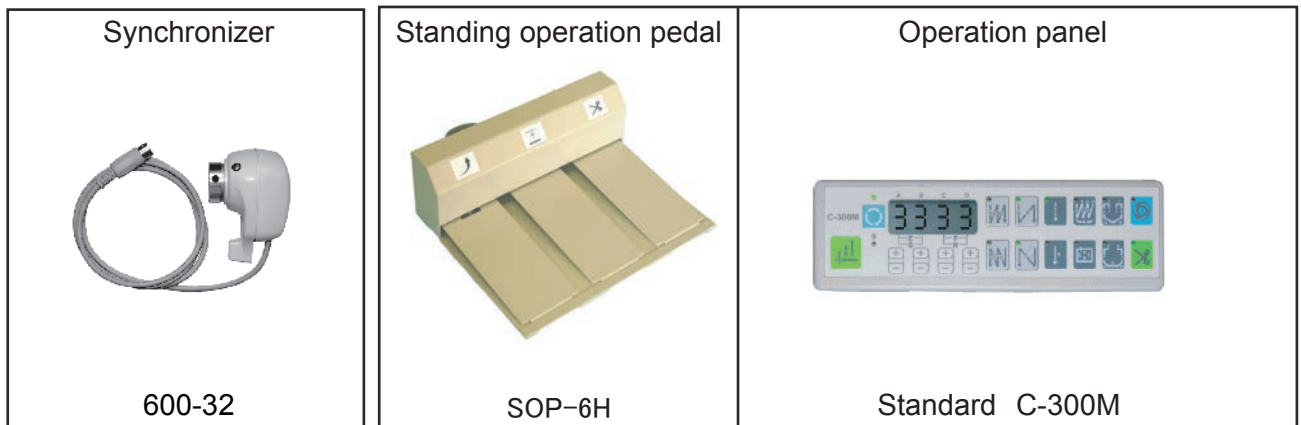 Synchronizer
600-32
Standing operation pedal
SOP-6H
Operation panel
A B C D
C-300M
3333
Standard C-300M